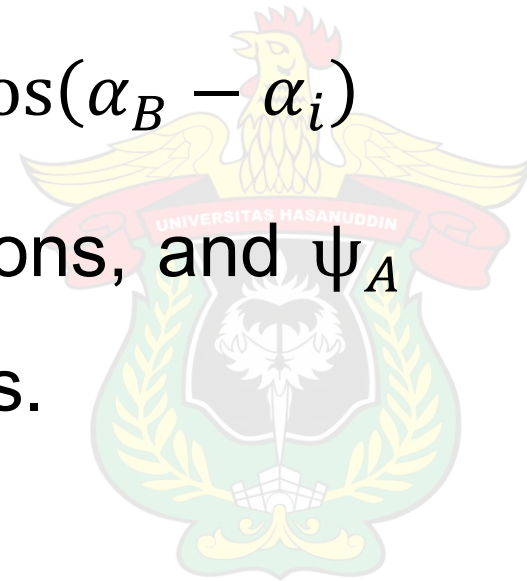 os(α_B − α_i)
UNIVERSITAS HASANUDDIN
ons, and ψ_A
s.